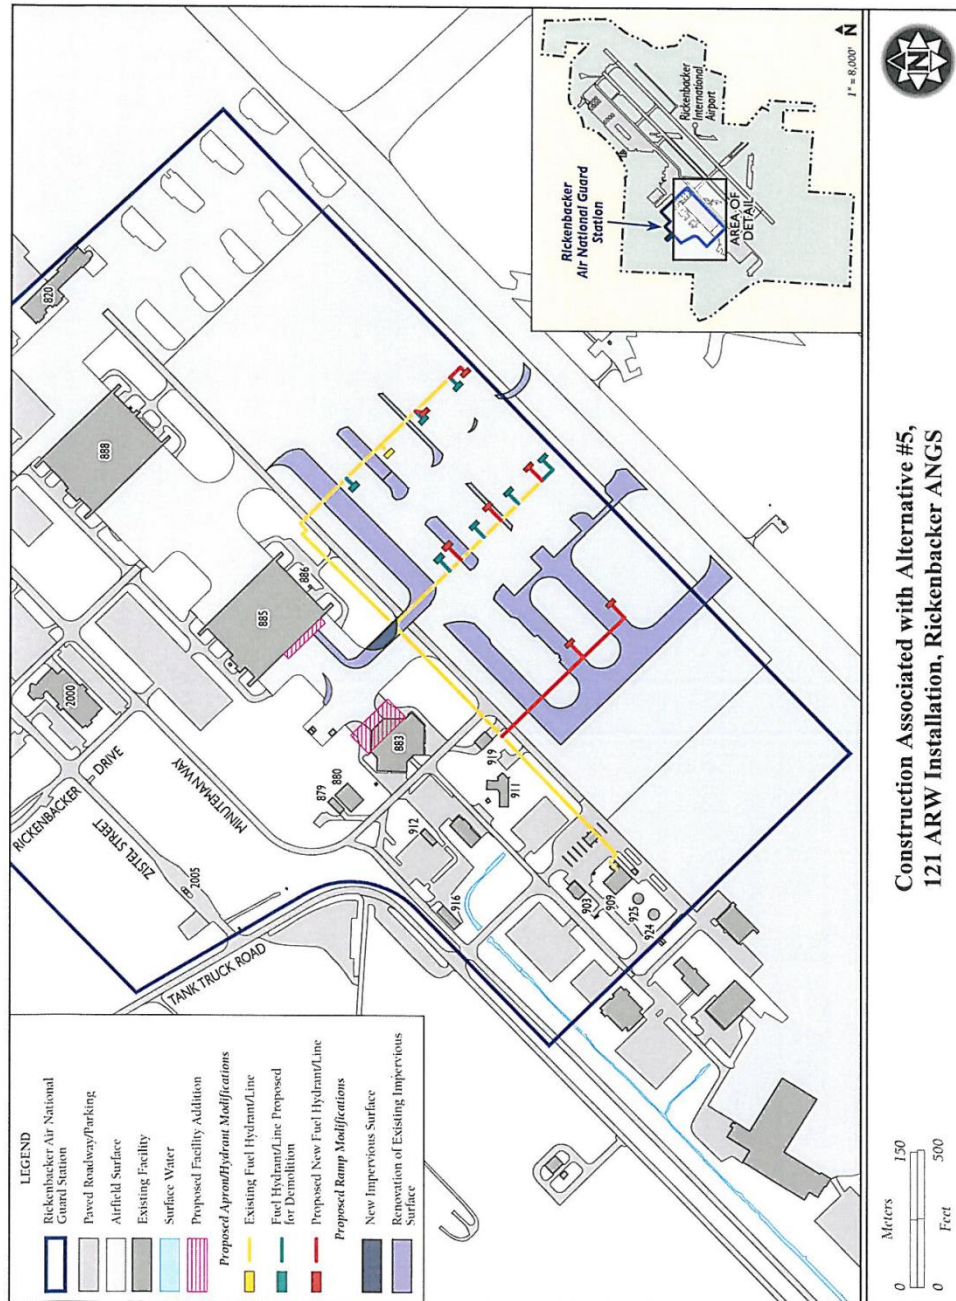 LEGEND
Rickenbacker Air National
Guard Station
Paved Roadway/Parking
Airfield Surface
Existing Facility
Surface Water
Proposed Facility Addition
Proposed Apron/Hydrant Modifications
Existing Fuel Hydrant/Line
Fuel Hydrant/Line Proposed
for Demolition
Proposed New Fuel Hydrant/Line
Proposed Ramp Modifications
New Impervious Surface
Renovation of Existing Impervious
Surface
RICKENBACKER
DRIVE
ZISTEL STREET
MINUTEMAN WAY
TANK TRUCK ROAD
2005
2000
820
888
885
886
883
879
880
912
916
919
911
903
909
925
924
Rickenbacker
Air National Guard
Station
Rickenbacker
International
Airport
AREA OF
DETAIL
N
1" = 8,000'
Meters
0
150
0
500
Feet
Construction Associated with Alternative #5,
121 ARW Installation, Rickenbacker ANGS
N